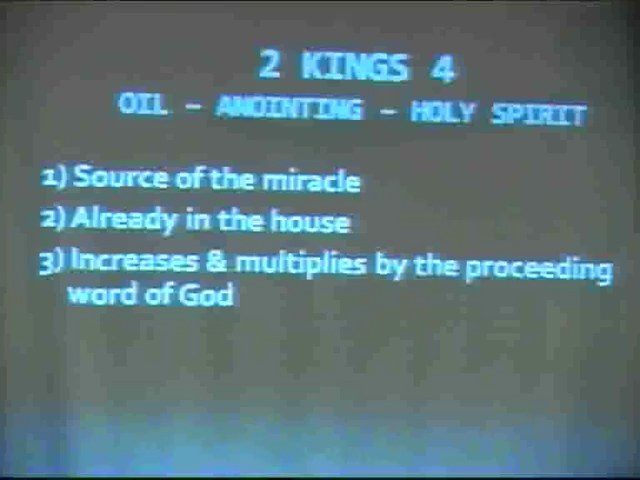 2 KINGS 4
OIL - ANOINTING - HOLY SPIRIT
1) Source of the miracle
2) Already in the house
3) Increases & multiplies by the proceeding
word of God